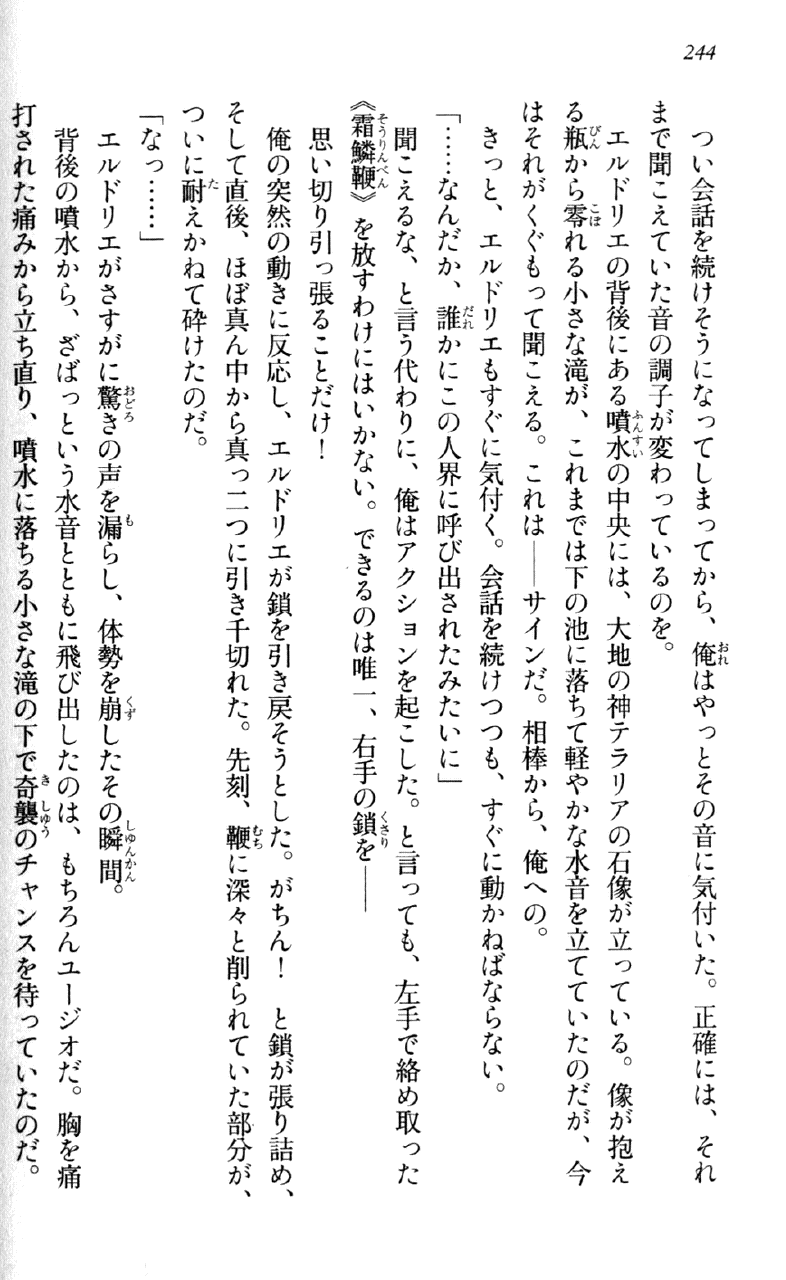 244
つい会話を続けそうになってしまってから、俺はやっとその音に気付いた。正確には、それ
まで聞こえていた音の調子が変わっているのを。
エルドリエの背後にある噴水の中央には、大地の神テラリアの石像が立っている。像が抱え
る瓶から零れる小さな滝が、これまでは下の池に落ちて軽やかな水音を立てていたのだが、今
はそれがくぐもって聞こえる。これは――サインだ。相棒から、俺への。
きっと、エルドリエもすぐに気付く。会話を続けつつも、すぐに動かねばならない。
「……なんだか、誰かにこの人界に呼び出されたみたいに」
聞こえるな、と言う代わりに、俺はアクションを起こした。と言っても、左手で絡め取った
《霜鱗鞭》を放すわけにはいかない。できるのは唯一、右手の鎖を――
思い切り引っ張ることだけ！
俺の突然の動きに反応し、エルドリエが鎖を引き戻そうとした。がちん！　と鎖が張り詰め、
そして直後、ほぼ真ん中から真っ二つに引き千切れた。先刻、鞭に深々と削られていた部分が、
ついに耐えかねて砕けたのだ。
「なっ……」
エルドリエがさすがに驚きの声を漏らし、体勢を崩したその瞬間。
背後の噴水から、ざばっという水音とともに飛び出したのは、もちろんユージオだ。胸を痛
打された痛みから立ち直り、噴水に落ちる小さな滝の下で奇襲のチャンスを待っていたのだ。